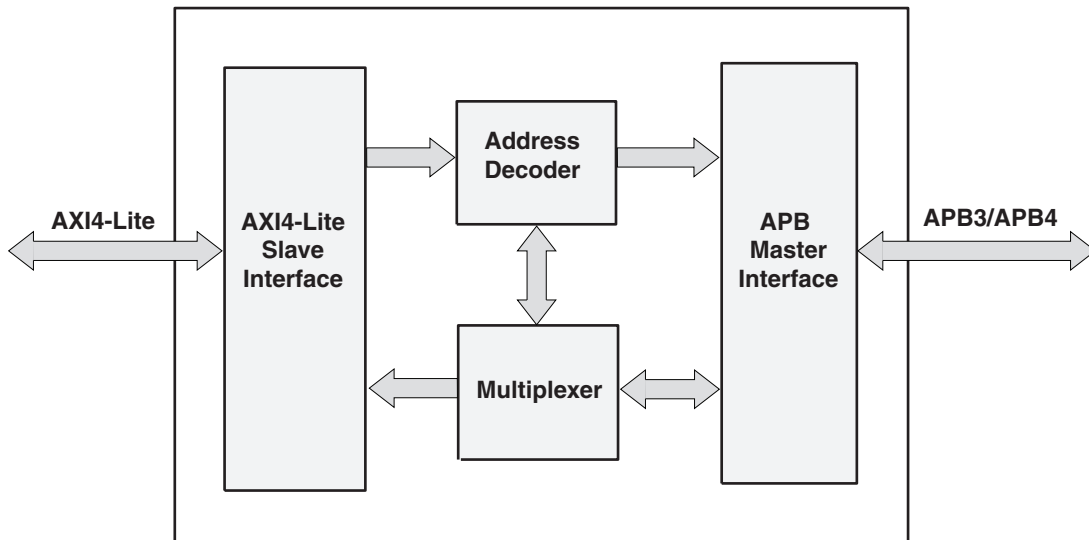 AXI4-Lite
AXI4-Lite
Slave
Interface
Address
Decoder
Multiplexer
APB
Master
Interface
APB3/APB4